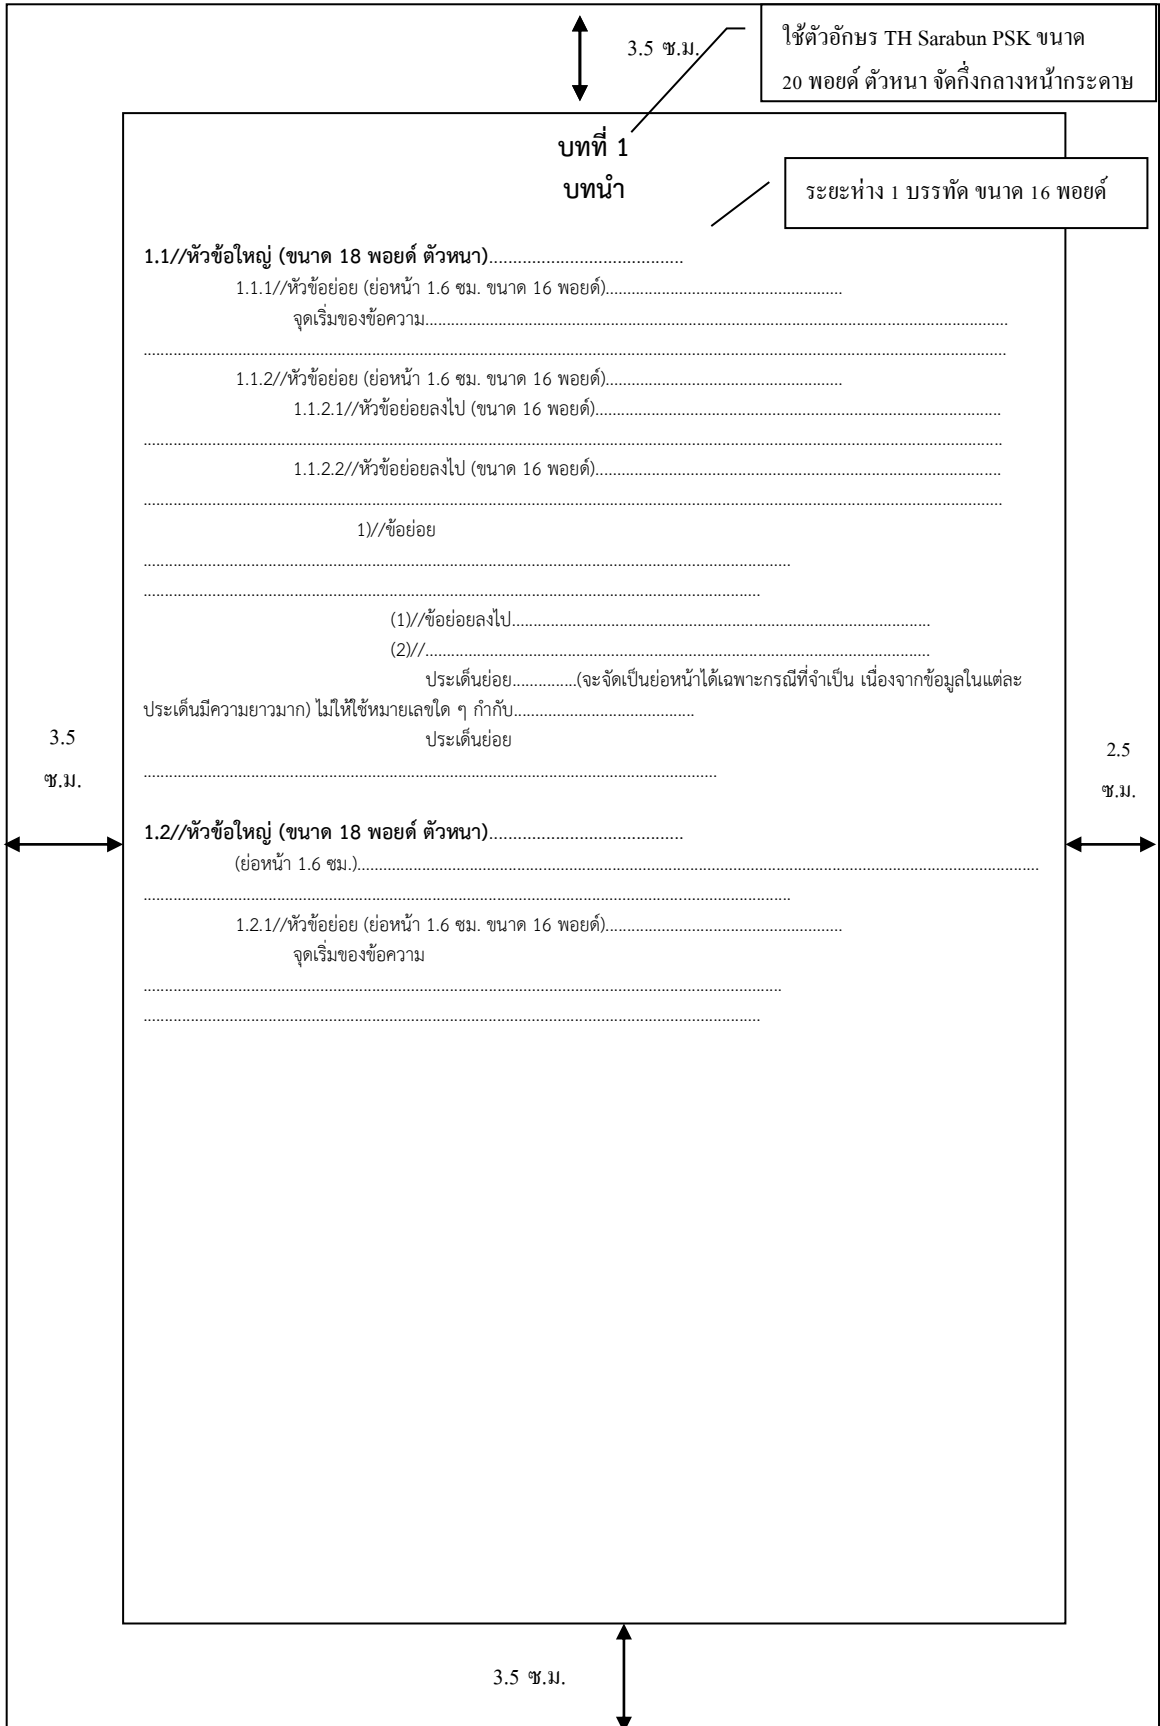 3.5 ซ.ม.
ใช้ตัวอักษร TH Sarabun PSK ขนาด
20 พอยด์ ตัวหนา จัดกึ่งกลางหน้ากระดาษ
บทที่ 1
บทนำ
ระยะห่าง 1 บรรทัด ขนาด 16 พอยด์
1.1//หัวข้อใหญ่ (ขนาด 18 พอยด์ ตัวหนา).......................................
1.1.1//หัวข้อย่อย (ย่อหน้า 1.6 ซม. ขนาด 16 พอยด์).......................................................
จุดเริ่มของข้อความ.......................................................................................................................................
........................................................................................................................................................................................................
1.1.2//หัวข้อย่อย (ย่อหน้า 1.6 ซม. ขนาด 16 พอยด์).......................................................
1.1.2.1//หัวข้อย่อยลงไป (ขนาด 16 พอยด์)..............................................................................................
.......................................................................................................................................................................................................
1.1.2.2//หัวข้อย่อยลงไป (ขนาด 16 พอยด์)..............................................................................................
.......................................................................................................................................................................................................
1)//ข้อย่อย
......................................................................................................................................................
...............................................................................................................................................
(1)//ข้อย่อยลงไป.................................................................................................
(2)//.....................................................................................................................
ประเด็นย่อย...............(จะจัดเป็นย่อหน้าได้เฉพาะกรณีที่จำเป็น เนื่องจากข้อมูลในแต่ละ
ประเด็นมีความยาวมาก) ไม่ให้ใช้หมายเลขใด ๆ กำกับ..........................................
ประเด็นย่อย
.....................................................................................................................................
3.5
ซ.ม.
2.5
ซ.ม.
1.2//หัวข้อใหญ่ (ขนาด 18 พอยด์ ตัวหนา).......................................
(ย่อหน้า 1.6 ซม.)..............................................................................................................................................................
......................................................................................................................................................
1.2.1//หัวข้อย่อย (ย่อหน้า 1.6 ซม. ขนาด 16 พอยด์).......................................................
จุดเริ่มของข้อความ
....................................................................................................................................................
...............................................................................................................................................
3.5 ซ.ม.